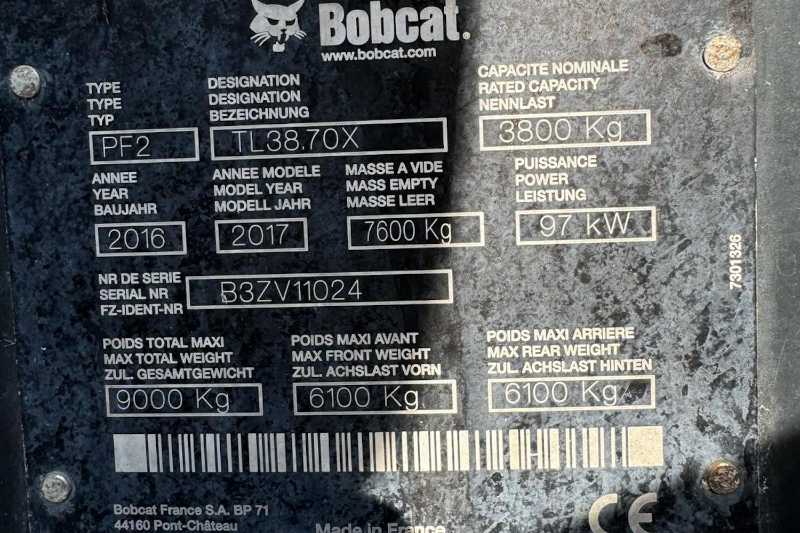 Bobcat.
www.bobcat.com
TYPE
TYPE
TYP
PF2
DESIGNATION
DESIGNATION
BEZEICHNUNG
TL38.70X
CAPACITE NOMINALE
RATED CAPACITY
NENNLAST
3800 Kg
ANNEE
YEAR
BAUJAHR
2016
ANNEE MODELE
MODEL YEAR
MODELL JAHR
2017
MASSE A VIDE
MASS EMPTY
MASSE LEER
7600 Kg
PUISSANCE
POWER
LEISTUNG
97 kW
NR DE SERIE
SERIAL NR
FZ-IDENT-NR
B3ZV11024
7301326
POIDS TOTAL MAXI
MAX TOTAL WEIGHT
ZUL. GESAMTGEWICHT
9000 Kg
POIDS MAXI AVANT
MAX FRONT WEIGHT
ZUL. ACHSLAST VORN
6100 Kg
POIDS MAXI ARRIERE
MAX REAR WEIGHT
ZUL. ACHSLAST HINTEN
6100 Kg
Bobcat France S.A. BP 71
44160 Pont-Château
Made in France
CE